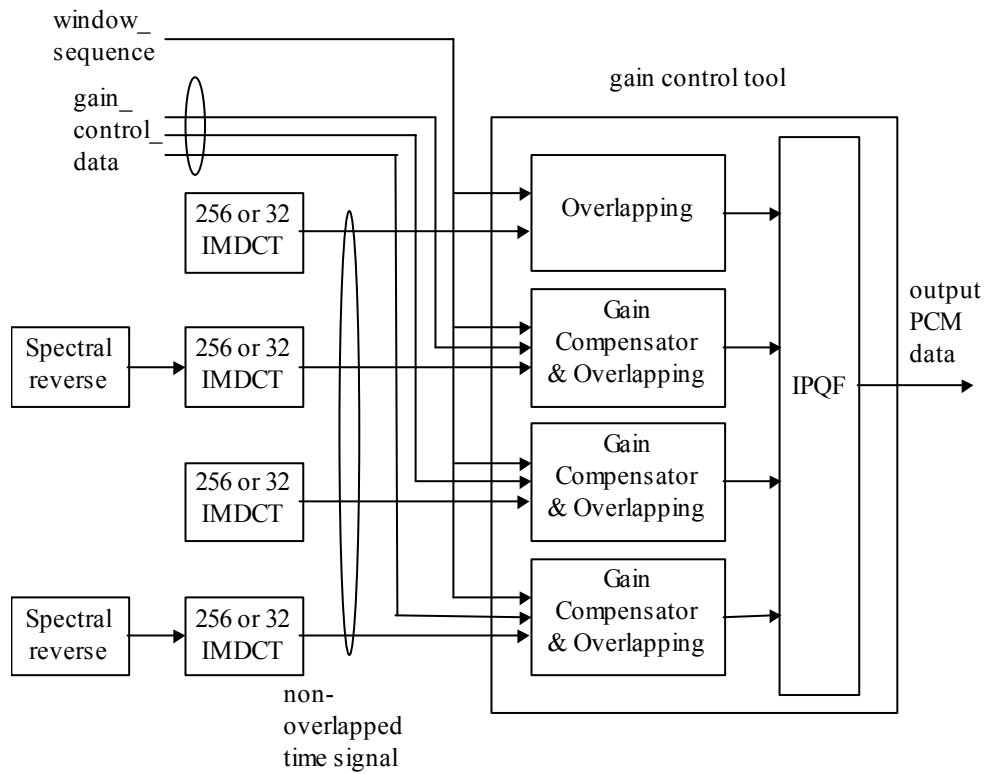 window_
sequence
gain control tool
gain_
control_
data
256 or 32
IMDCT
Overlapping
output
PCM
data
Spectral
reverse
256 or 32
IMDCT
Gain
Compensator
& Overlapping
IPQF
256 or 32
IMDCT
Gain
Compensator
& Overlapping
Spectral
reverse
256 or 32
IMDCT
Gain
Compensator
& Overlapping
non-
overlapped
time signal